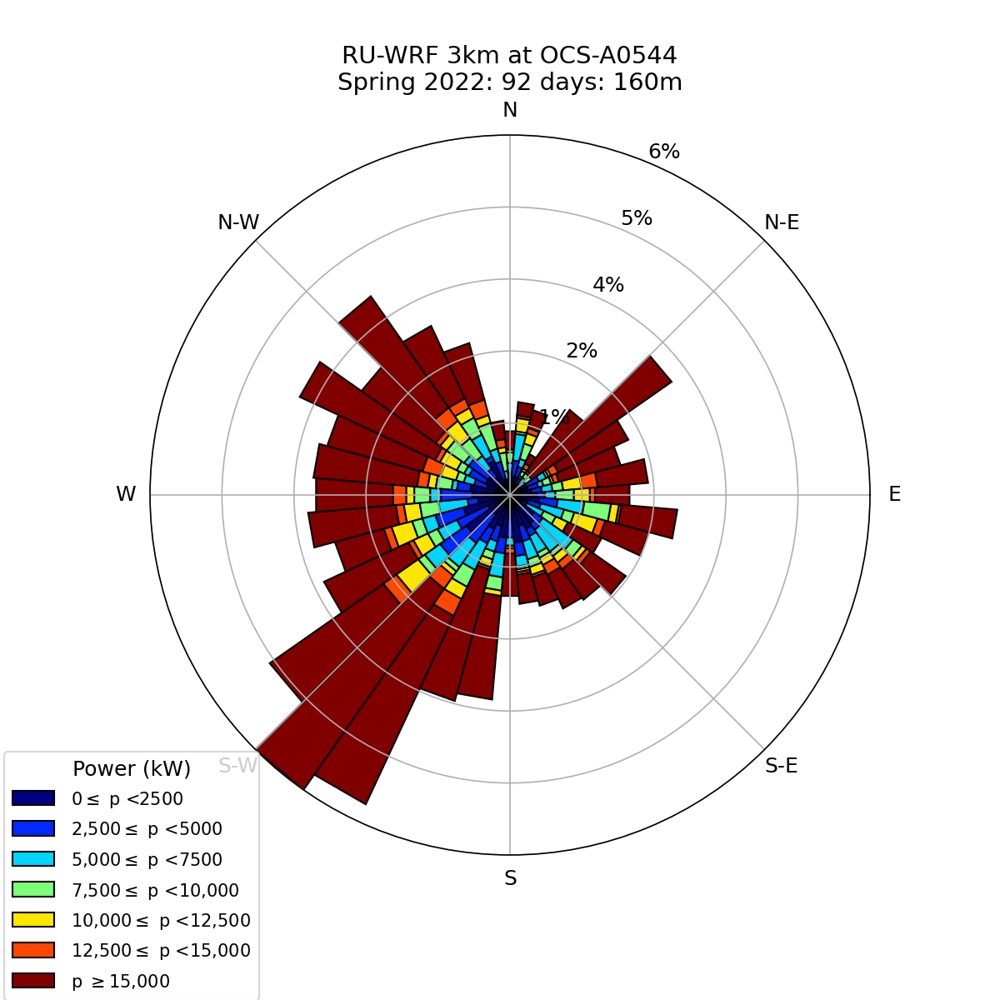 RU-WRF 3km at OCS-A0544
Spring 2022: 92 days: 160m
N
6%
N-W
5%
N-E
4%
2%
1%
W
E
S-W
S-E
S
Power (kW)
0≤ p <2500
2,500≤ p <5000
5,000≤ p <7500
7,500≤ p <10,000
10,000≤ p <12,500
12,500≤ p <15,000
p ≥15,000